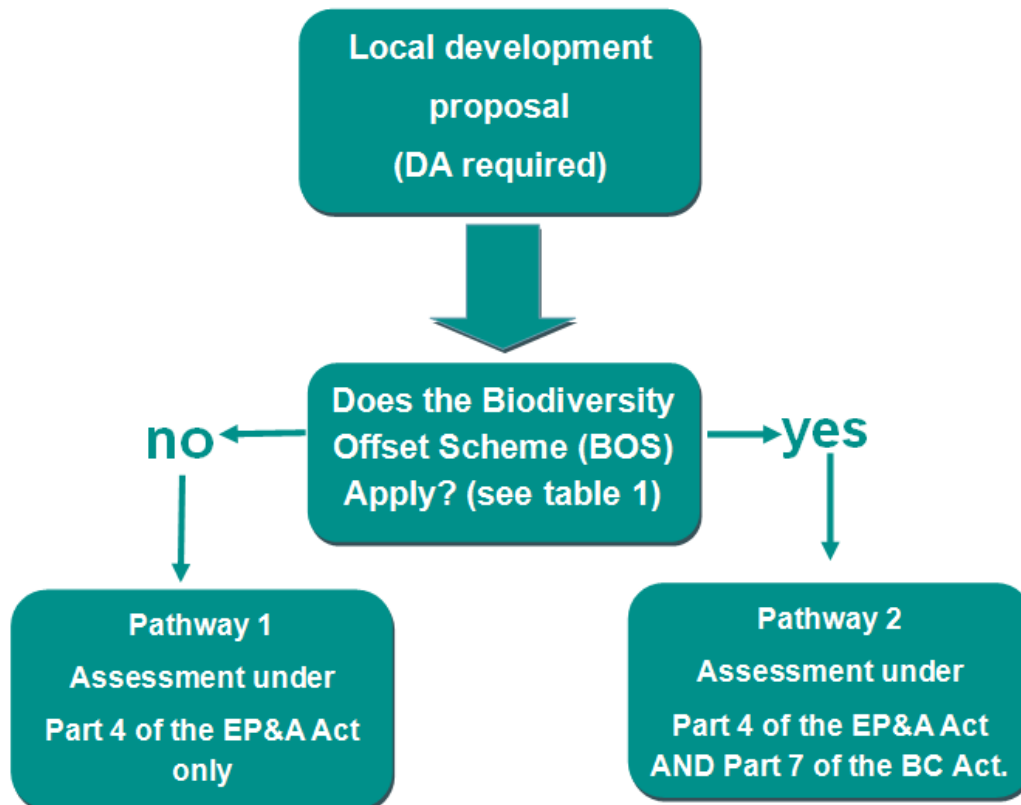 Local development
proposal
(DA required)
Does the Biodiversity
Offset Scheme (BOS)
Apply? (see table 1)
no
yes
Pathway 1
Assessment under
Part 4 of the EP&A Act
only
Pathway 2
Assessment under
Part 4 of the EP&A Act
AND Part 7 of the BC Act.